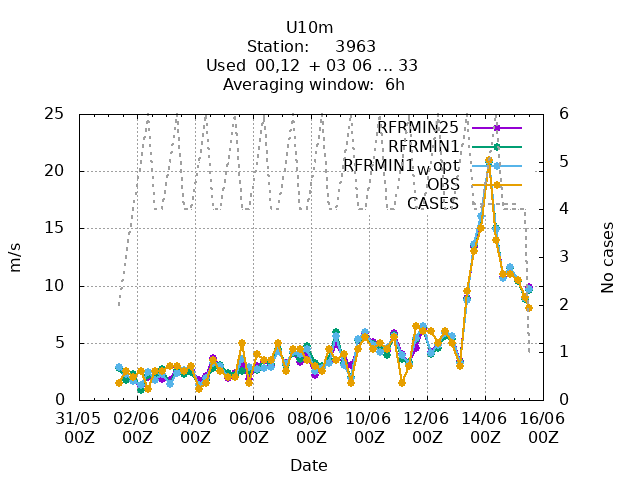 U10m
Station:     3963
Used  00,12  + 03 06 ... 33
Averaging window:  6h
RFRMIN25
RFRMIN1
RFRMIN1w opt
OBS
CASES
25
20
15
10
5
0
m/s
6
5
4
3
2
1
0
No cases
31/05 02/06 04/06 06/06 08/06 10/06 12/06 14/06 16/06
00Z 00Z 00Z 00Z 00Z 00Z 00Z 00Z 00Z
Date